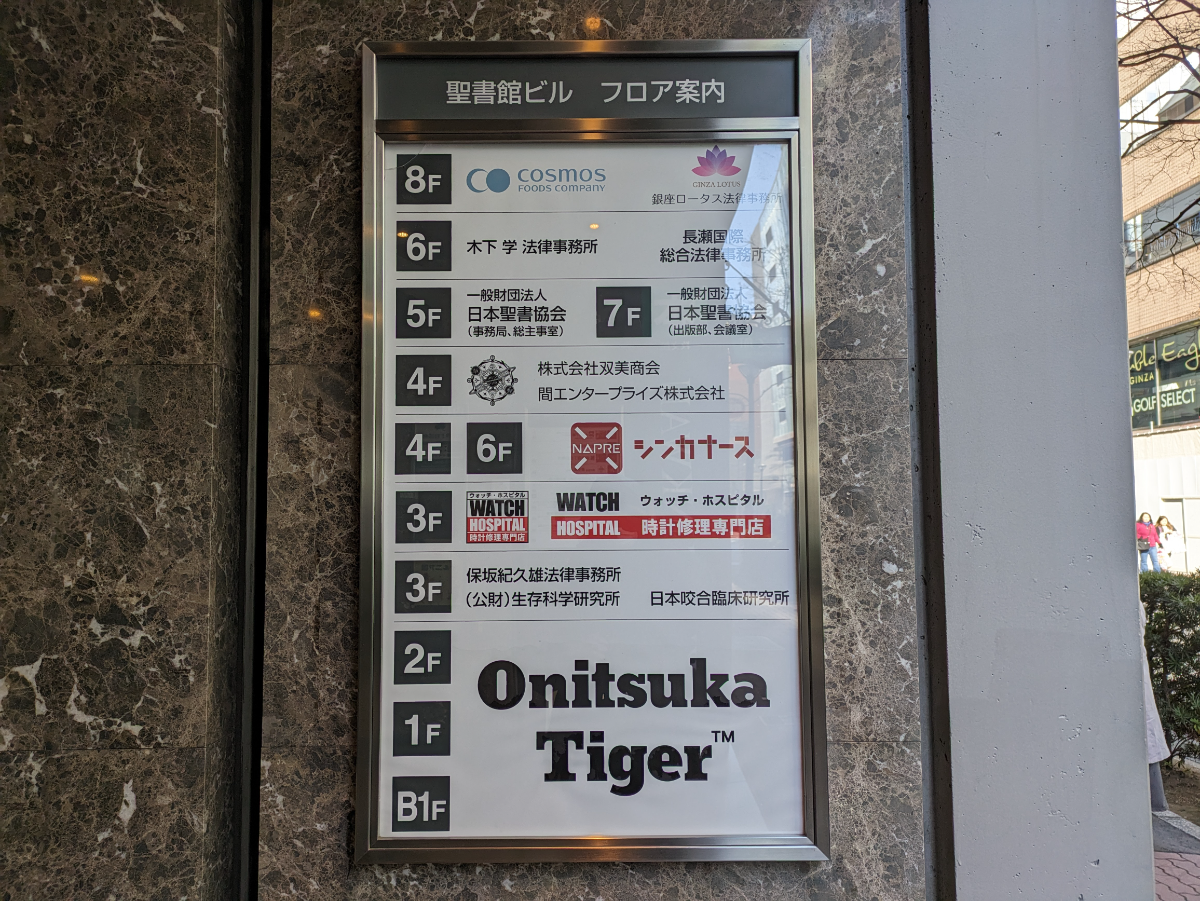 聖書館ビル フロア案内
8F
COSMOS
FOODS COMPANY
GINZA LOTUS
銀座ロータス法律事務所
6F
木下 学 法律事務所
長瀬国際
総合法律事務所
5F
一般財団法人
日本聖書協会
(事務局、総主事室)
7F
一般財団法人
日本聖書協会
(出版部、会議室)
4F
株式会社双美商会
間エンタープライズ株式会社
4F
6F
NAPRE
シンカナース
3F
ウォッチ・ホスピタル
WATCH
HOSPITAL
時計修理専門店
WATCH
ウォッチ・ホスピタル
HOSPITAL
時計修理専門店
3F
保坂紀久雄法律事務所
(公財)生存科学研究所
日本咬合臨床研究所
2F
1F
B1F
Onitsuka
Tiger™
Eag
GINZA
GOLF SELECT